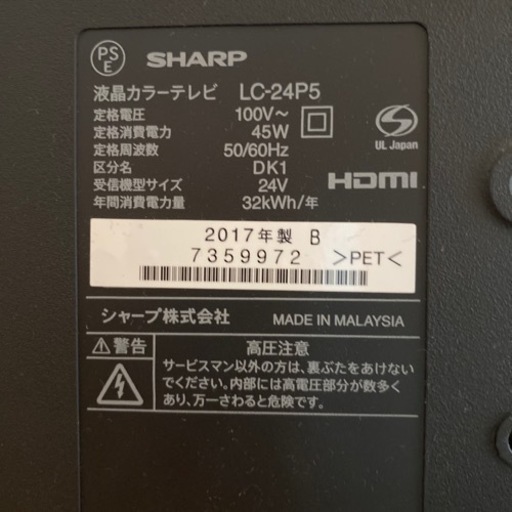 PS
E
SHARP
液晶カラーテレビ LC-24P5
定格電圧 100V～
定格消費電力 45W
定格周波数 50/60Hz
区分名 DK1
受信機型サイズ 24V
年間消費電力量 32kWh/年
S
UL Japan
HDMI
2017年製 B
7359972 >PET<
シャープ株式会社 MADE IN MALAYSIA
⚠警告 高圧注意
サービスマン以外の方は、裏ぶたをあけない
でください。内部には高電圧部分が数多く
あり、万一さわると危険です。